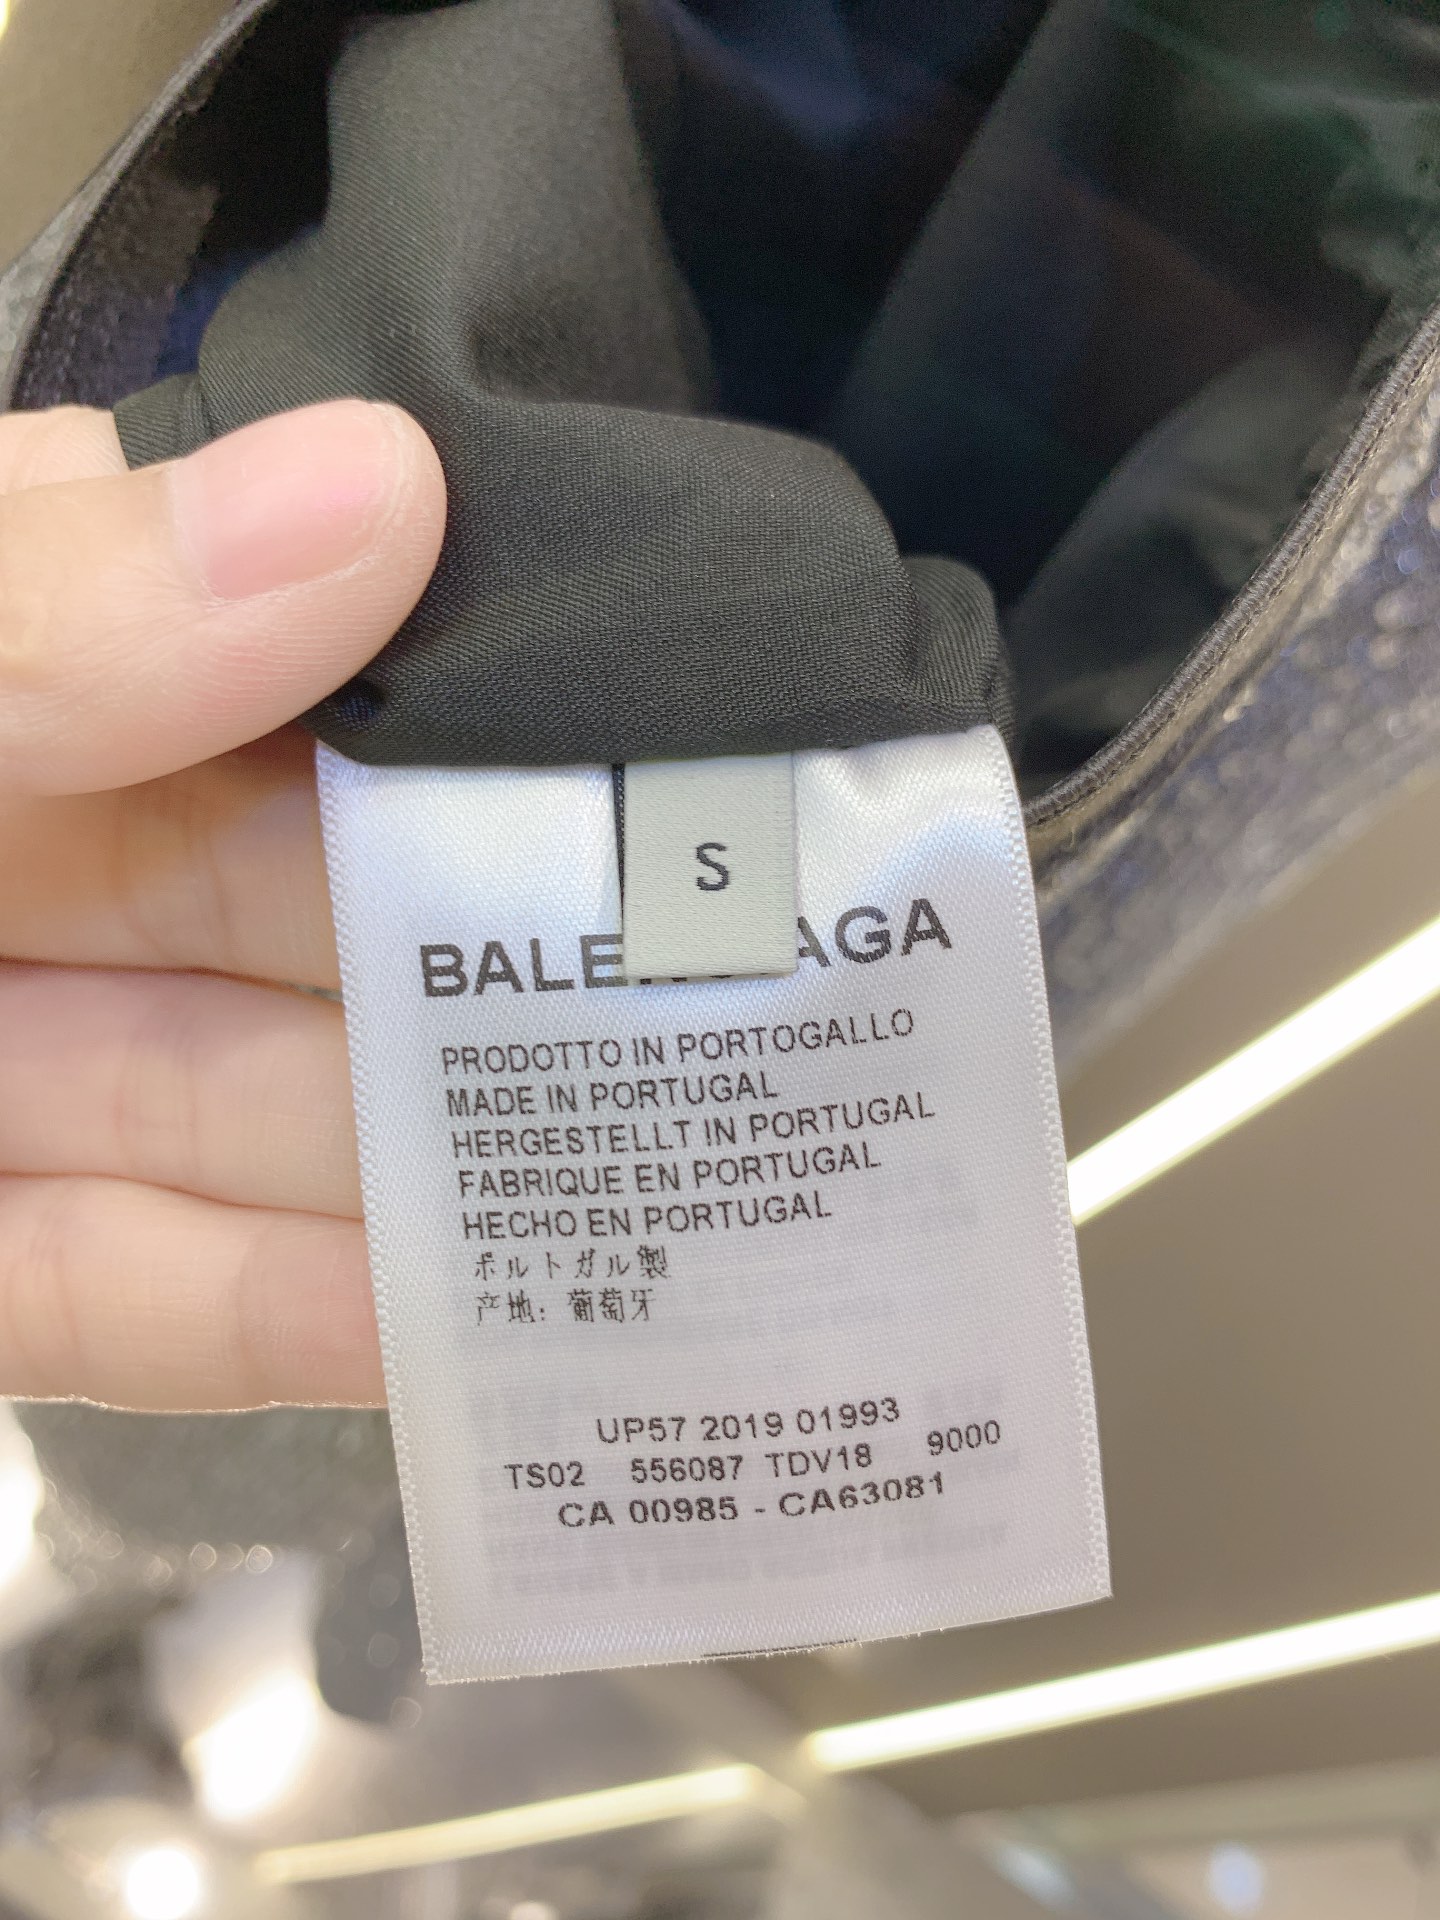 S
PRODOTTO IN PORTOGALLO
MADE IN PORTUGAL
HERGESTELLT IN PORTUGAL
FABRIQUE EN PORTUGAL
HECHO EN PORTUGAL
ポルトガル製
产地: 葡萄牙
UP57 2019 01993
TS02 556087 TDV18 9000
CA 00985 - CA63081